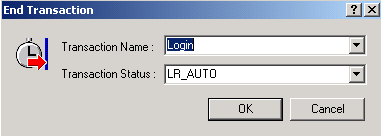 End Transaction
Transaction Name : Login
Transaction Status : LR_AUTO
OK Cancel